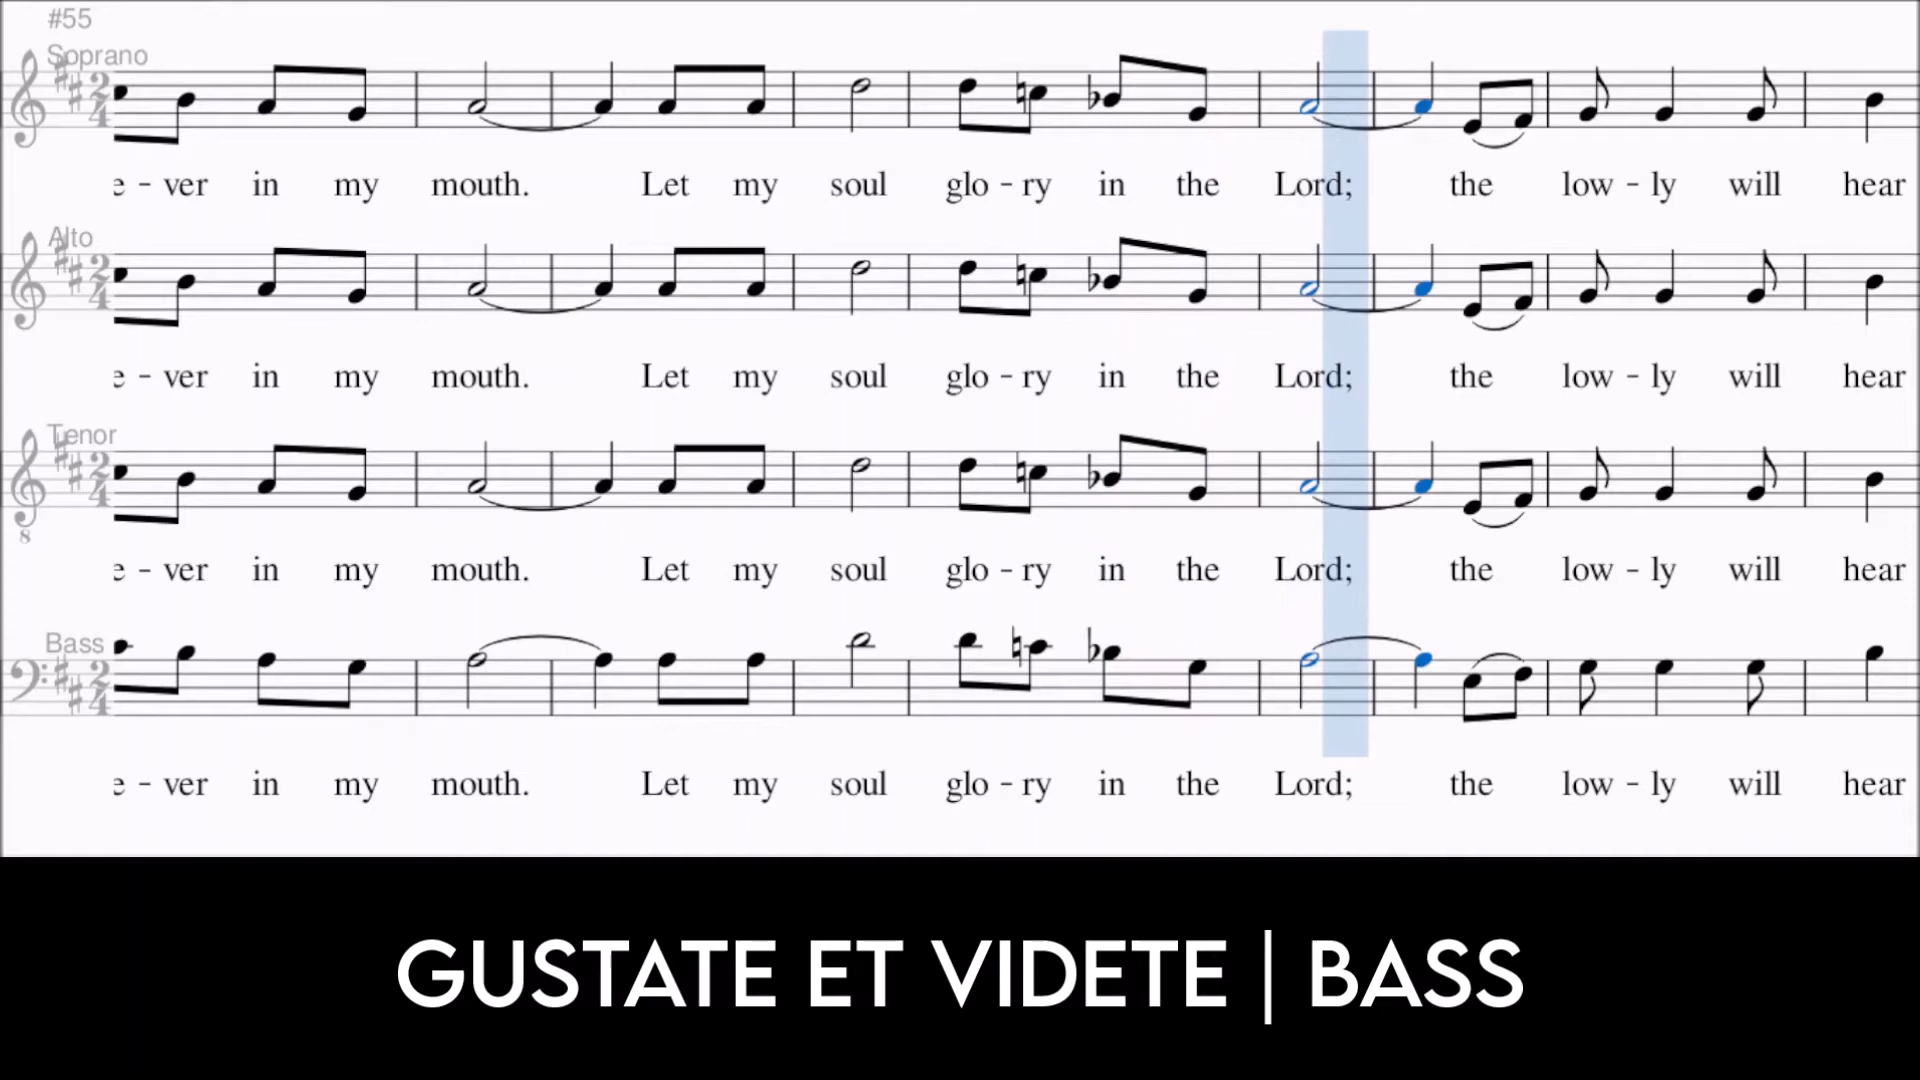 #55
Soprano
e - ver in my mouth. Let my soul glo - ry in the Lord; the low - ly will hear
Alto
e - ver in my mouth. Let my soul glo - ry in the Lord; the low - ly will hear
Tenor
8
e - ver in my mouth. Let my soul glo - ry in the Lord; the low - ly will hear
Bass
e - ver in my mouth. Let my soul glo - ry in the Lord; the low - ly will hear
GUSTATE ET VIDETE | BASS